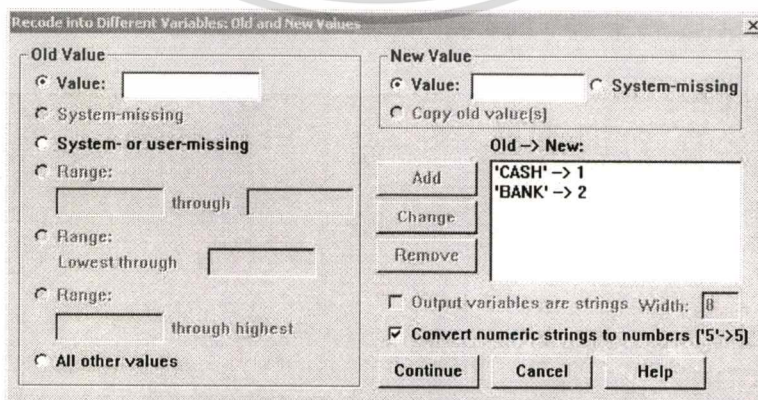 Recode into Different Variables: Old and New Values
Old Value
Value:
System-missing
System- or user-missing
Range:
through
Range:
Lowest through
Range:
through highest
All other values
New Value
Value:
System-missing
Copy old value(s)
Old --> New:
Add
Change
Remove
'CASH' --> 1
'BANK' --> 2
Output variables are strings Width: 8
Convert numeric strings to numbers ('5'->5)
Continue Cancel Help